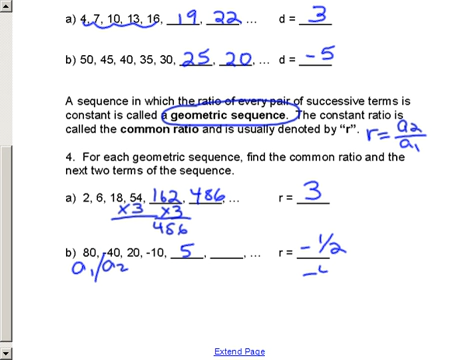 a) 4, 7, 10, 13, 16, 19, 22, ... d = 3
b) 50, 45, 40, 35, 30, 25, 20, ... d = -5
A sequence in which the ratio of every pair of successive terms is
constant is called a geometric sequence. The constant ratio is
called the common ratio and is usually denoted by "r". r = a2/a1
4. For each geometric sequence, find the common ratio and the
next two terms of the sequence.
a) 2, 6, 18, 54, 162, 486, ... r = 3
x3 x3
486
b) 80, -40, 20, -10, 5, ____, ... r = -1/2
a1/a2
Extend Page